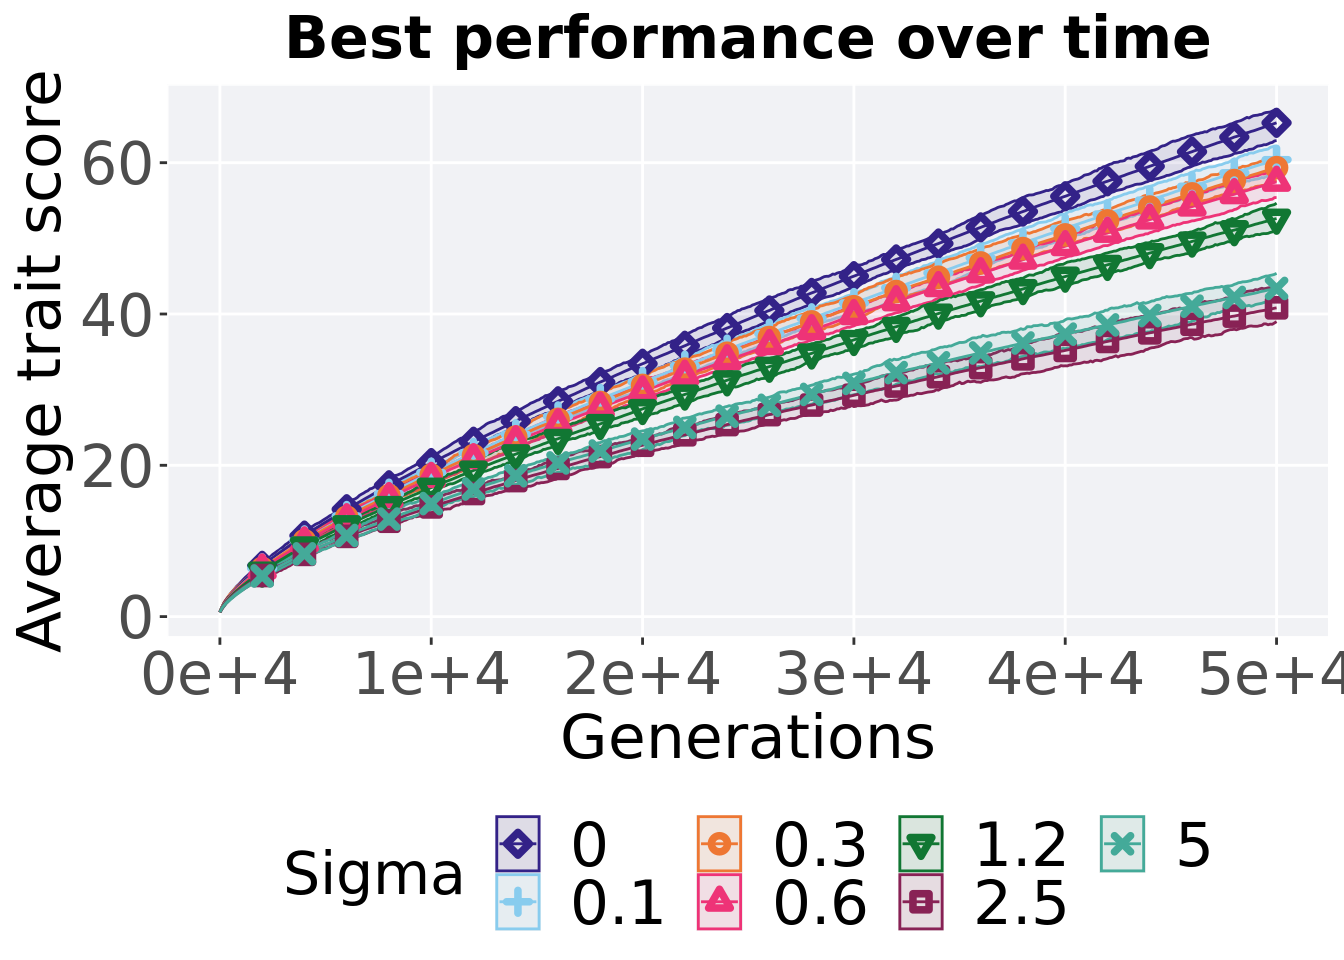 Best performance over time
Average trait score
60
40
20
0
0e+4 1e+4 2e+4 3e+4 4e+4 5e+4
Generations
Sigma
0 0.3 1.2 5
0.1 0.6 2.5